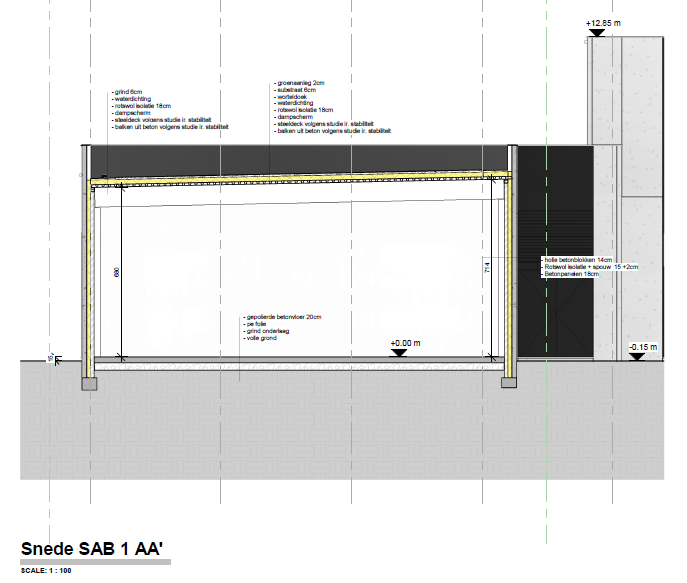 +12.85 m
- grind 6cm
- waterdichting
- rotswol isolatie 18cm
- dampscherm
- steeldeck volgens studie ir. stabiliteit
- balken uit beton volgens studie ir. stabiliteit
- groenaanleg 2cm
- substraat 6cm
- worteldoek
- waterdichting
- rotswol isolatie 18cm
- dampscherm
- steeldeck volgens studie ir. stabiliteit
- balken uit beton volgens studie ir. stabiliteit
680
714
- holle betonblokken 14cm
- Rotswol isolatie + spouw 15 +2cm
- Betonpanelen 18cm
- gepolierde betonvloer 20cm
- pe folie
- grind onderlaag
- volle grond
+0.00 m
-0.15 m
15
Snede SAB 1 AA'
SCALE: 1 : 100